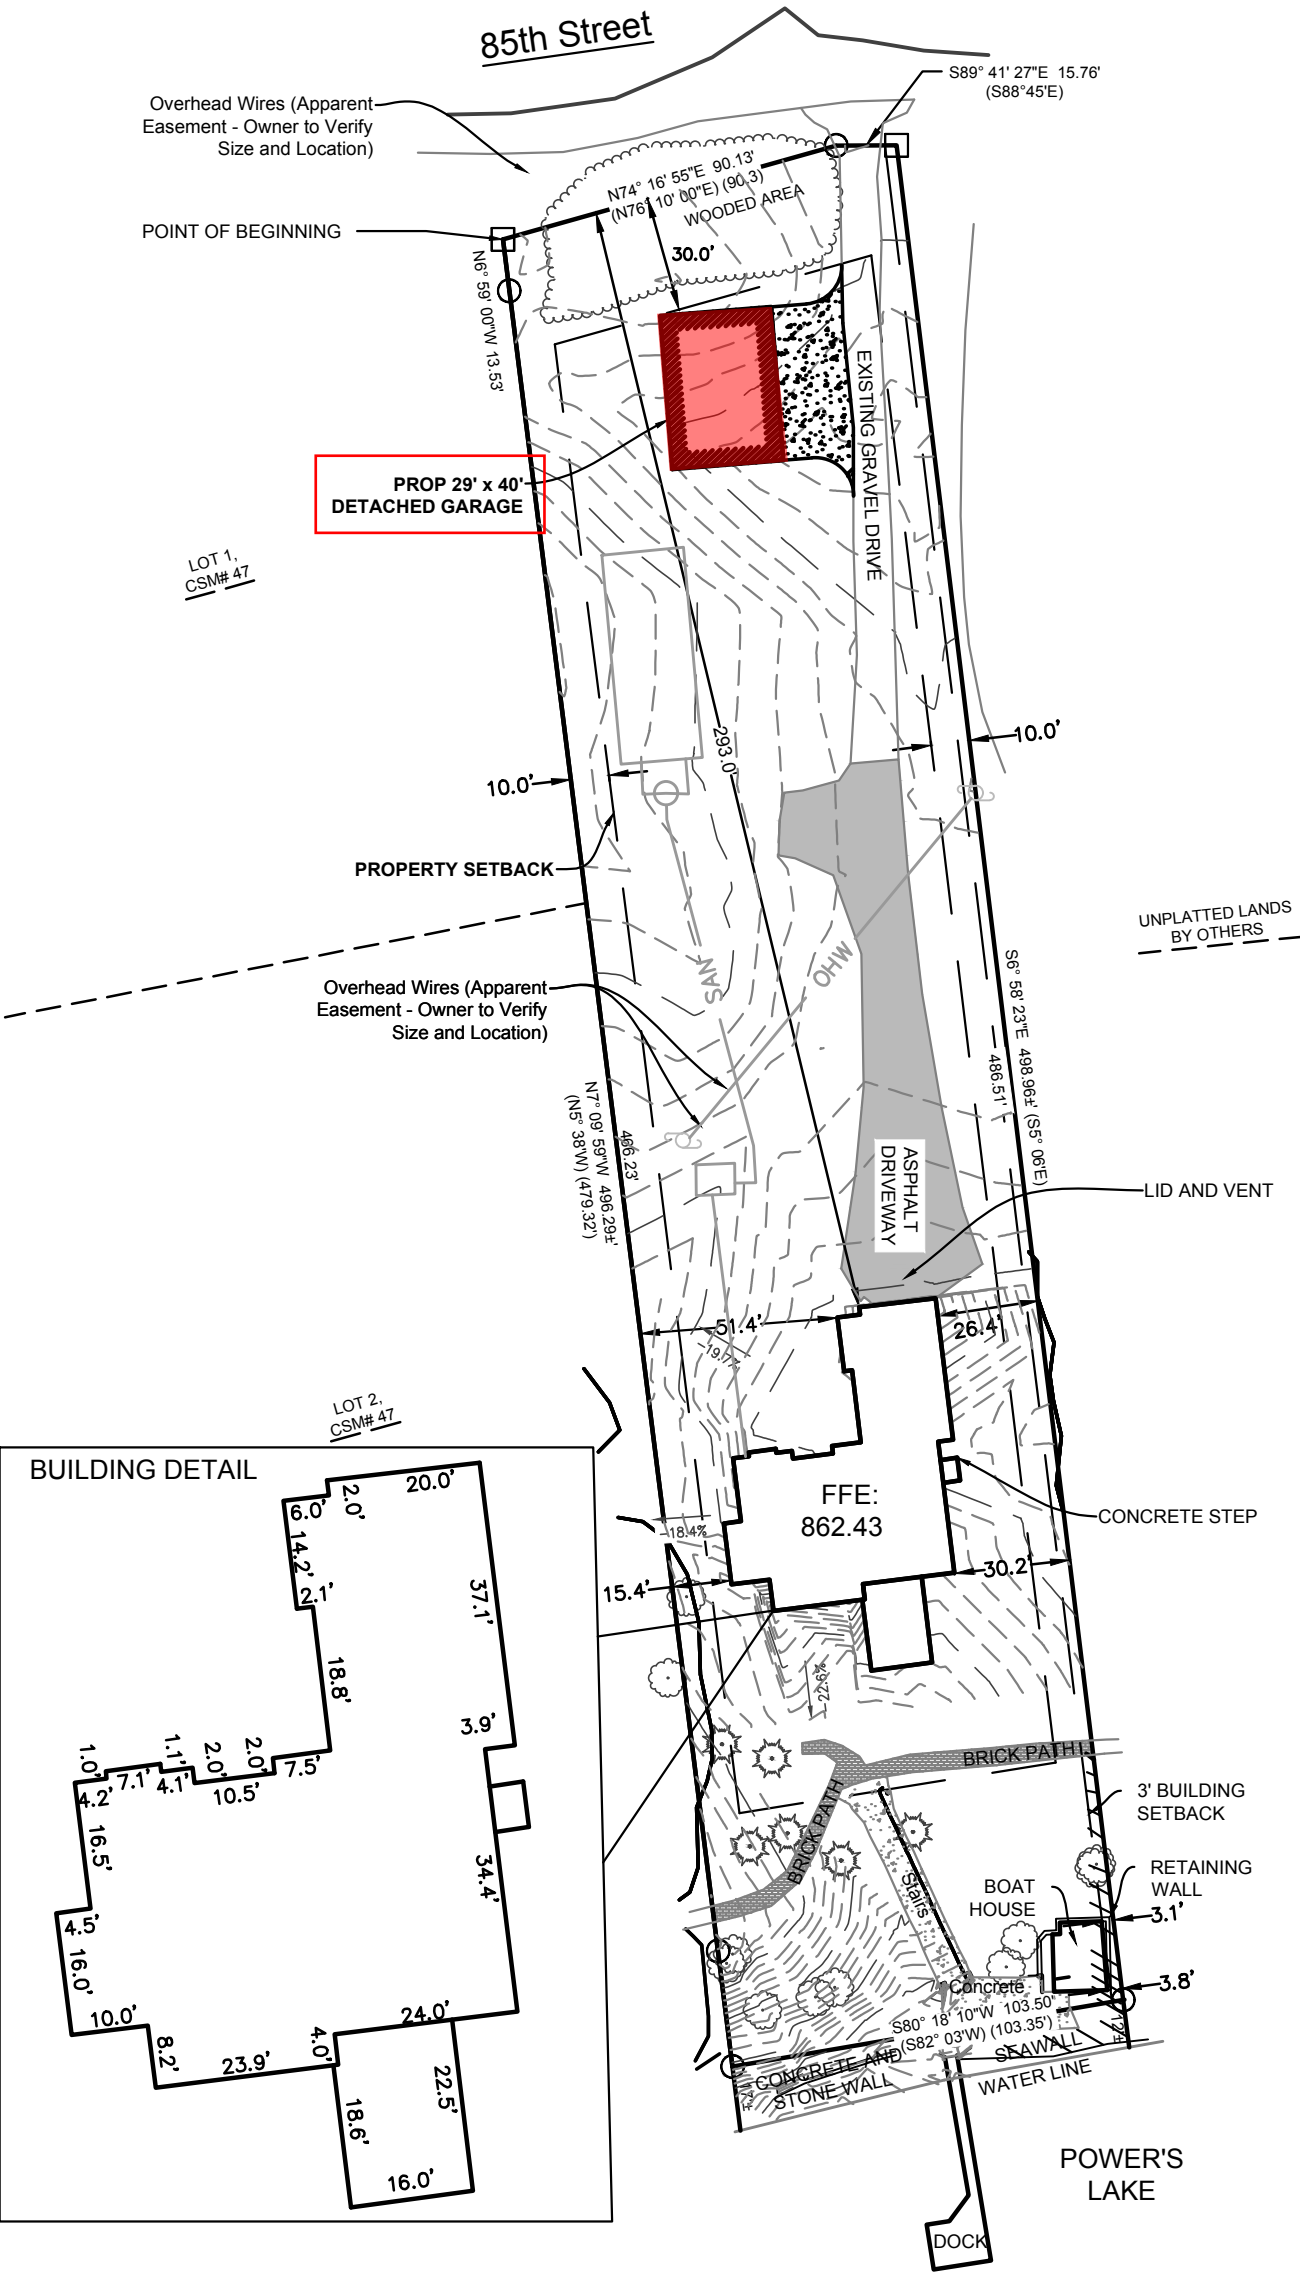 85th Street
S89° 41' 27"E 15.76'
(S88°45'E)
Overhead Wires (Apparent
Easement - Owner to Verify
Size and Location)
N74° 16' 55"E 90.13'
(N76° 10' 00"E) (90.3)
WOODED AREA
POINT OF BEGINNING
30.0'
N6° 59' 00"W 13.53'
EXISTING GRAVEL DRIVE
PROP 29' x 40'
DETACHED GARAGE
LOT 1,
CSM# 47
293.0'
10.0'
10.0'
PROPERTY SETBACK
UNPLATTED LANDS
BY OTHERS
SAN
OHW
Overhead Wires (Apparent
Easement - Owner to Verify
Size and Location)
S6° 58' 23"E 498.96±' (S5° 06'E)
486.51'
466.23'
N7° 09' 59"W 496.29±'
(N5° 38'W) (479.32')
ASPHALT
DRIVEWAY
LID AND VENT
51.4'
26.4'
LOT 2,
CSM# 47
BUILDING DETAIL
FFE:
862.43
CONCRETE STEP
18.4%
15.4'
30.2'
22.6%
20.0'
6.0'
2.0'
14.2'
2.1'
37.1'
18.8'
3.9'
1.0'
7.1'
1.1'
2.0'
2.0'
7.5'
4.2'
4.1'
10.5'
16.5'
34.4'
4.5'
16.0'
10.0'
24.0'
8.2'
4.0'
23.9'
22.5'
18.6'
16.0'
BRICK PATH
BRICK PATH
3' BUILDING
SETBACK
Stairs
BOAT
HOUSE
RETAINING
WALL
3.1'
3.8'
Concrete
S80° 18' 10"W 103.50'
(S82° 03'W) (103.35')
12±
SEAWALL
CONCRETE AND
STONE WALL
WATER LINE
POWER'S
LAKE
DOCK